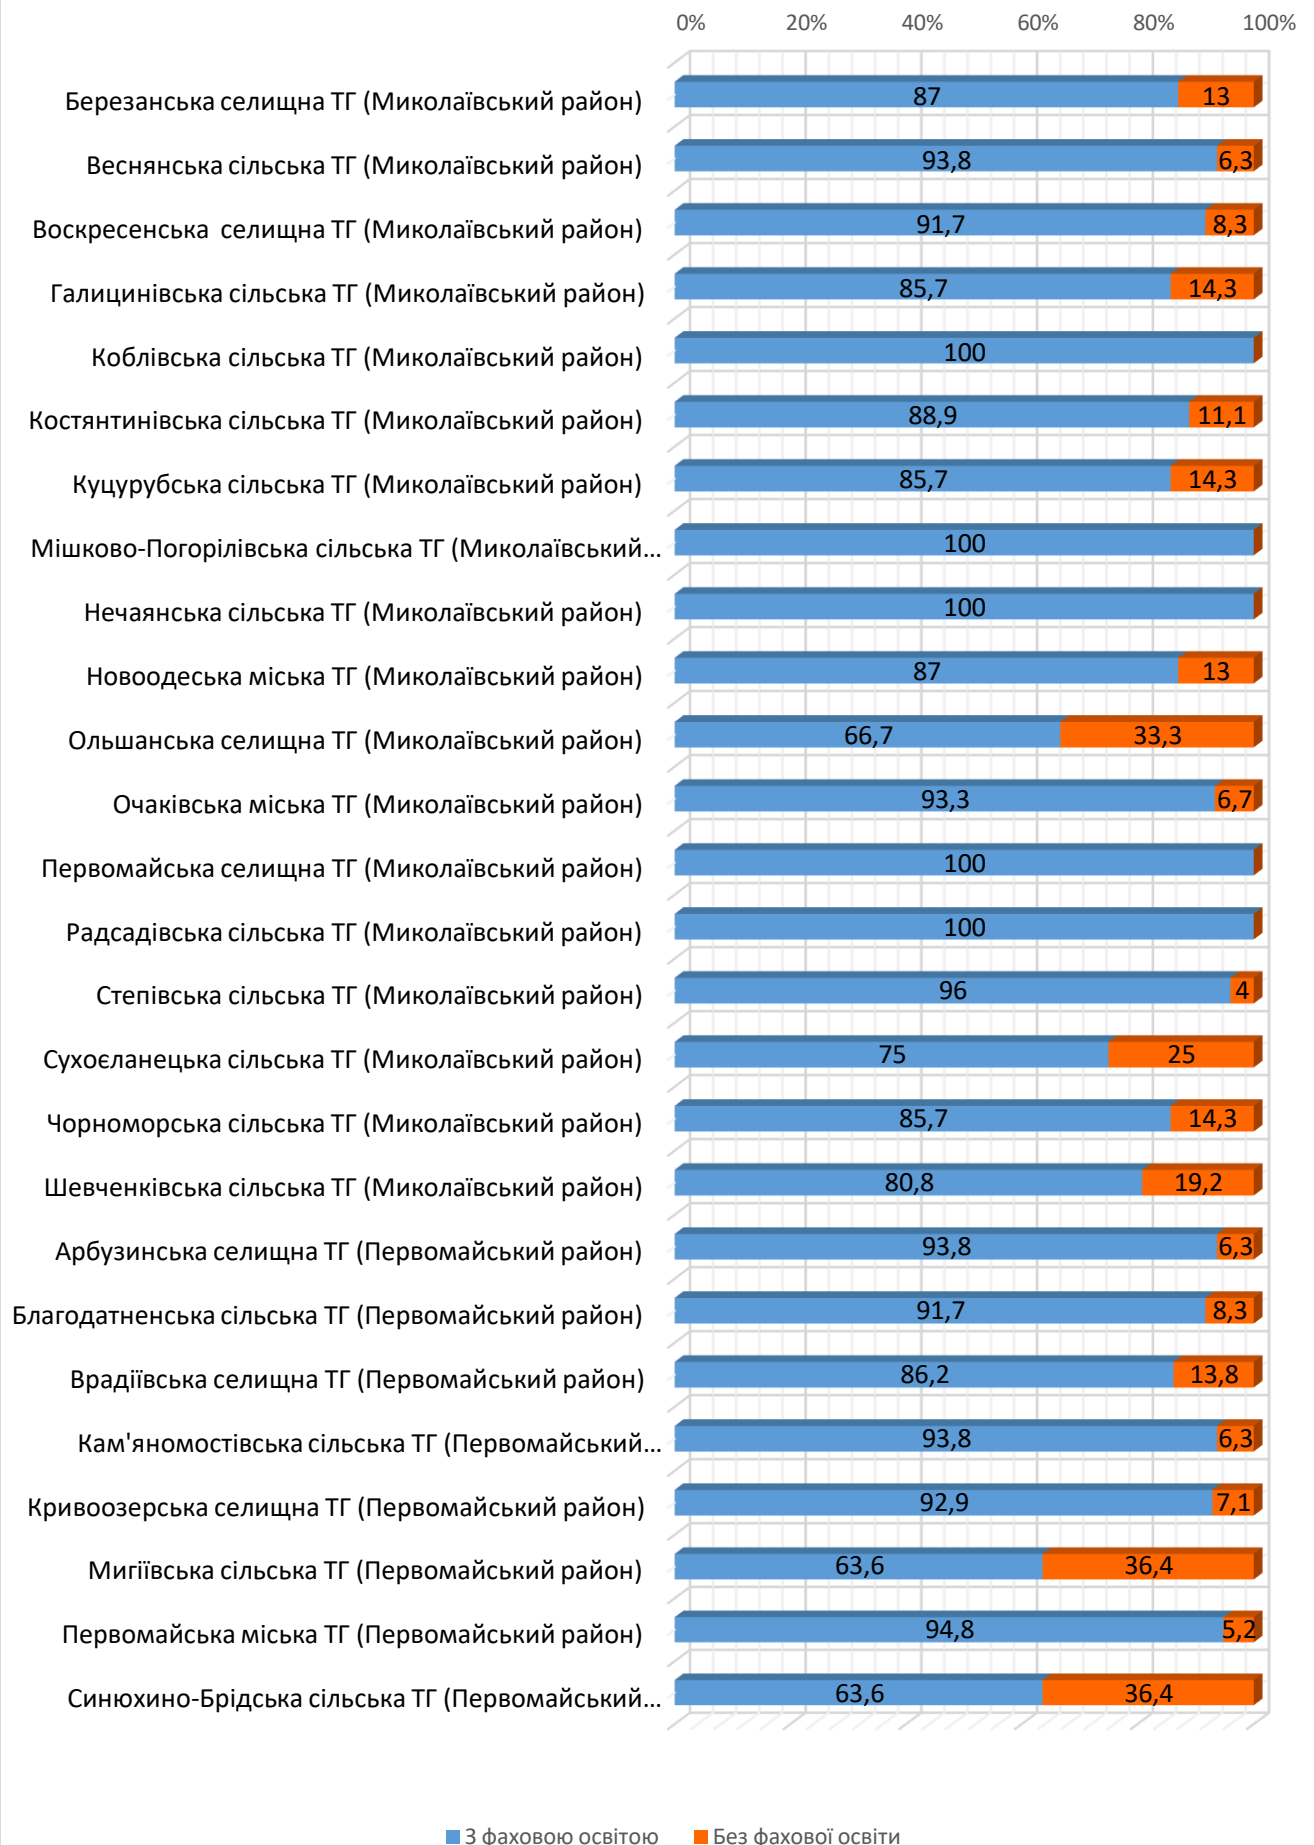 0% 20% 40% 60% 80% 100%
Березанська селищна ТГ (Миколаївський район) 87 13
Веснянська сільська ТГ (Миколаївський район) 93,8 6,3
Воскресенська селищна ТГ (Миколаївський район) 91,7 8,3
Галицинівська сільська ТГ (Миколаївський район) 85,7 14,3
Коблівська сільська ТГ (Миколаївський район) 100
Костянтинівська сільська ТГ (Миколаївський район) 88,9 11,1
Куцурубська сільська ТГ (Миколаївський район) 85,7 14,3
Мішково-Погорілівська сільська ТГ (Миколаївський... 100
Нечаянська сільська ТГ (Миколаївський район) 100
Новоодеська міська ТГ (Миколаївський район) 87 13
Ольшанська селищна ТГ (Миколаївський район) 66,7 33,3
Очаківська міська ТГ (Миколаївський район) 93,3 6,7
Первомайська селищна ТГ (Миколаївський район) 100
Радсадівська сільська ТГ (Миколаївський район) 100
Степівська сільська ТГ (Миколаївський район) 96 4
Сухоєланецька сільська ТГ (Миколаївський район) 75 25
Чорноморська сільська ТГ (Миколаївський район) 85,7 14,3
Шевченківська сільська ТГ (Миколаївський район) 80,8 19,2
Арбузинська селищна ТГ (Первомайський район) 93,8 6,3
Благодатненська сільська ТГ (Первомайський район) 91,7 8,3
Врадіївська селищна ТГ (Первомайський район) 86,2 13,8
Кам'яномостівська сільська ТГ (Первомайський... 93,8 6,3
Кривоозерська селищна ТГ (Первомайський район) 92,9 7,1
Мигіївська сільська ТГ (Первомайський район) 63,6 36,4
Первомайська міська ТГ (Первомайський район) 94,8 5,2
Синюхино-Брідська сільська ТГ (Первомайський... 63,6 36,4
З фаховою освітою Без фахової освіти